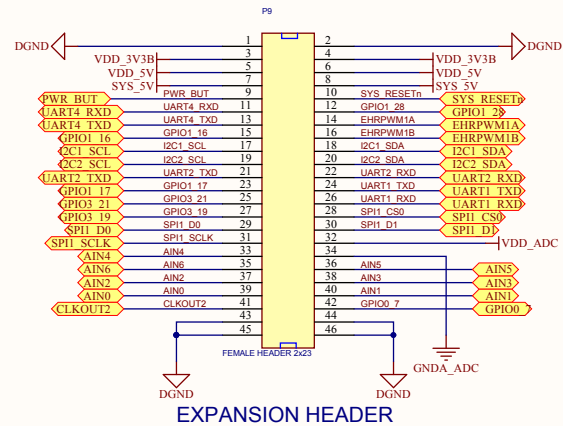 P9
DGND 1 2 DGND
VDD_3V3B 3 4 VDD_3V3B
VDD_5V 5 6 VDD_5V
SYS_5V 7 8 SYS_5V
PWR_BUT PWR_BUT 9 10 SYS_RESETn SYS_RESETn
UART4_RXD UART4_RXD 11 12 GPIO1_28 GPIO1_28
UART4_TXD UART4_TXD 13 14 EHRPWM1A EHRPWM1A
GPIO1_16 GPIO1_16 15 16 EHRPWM1B EHRPWM1B
I2C1_SCL I2C1_SCL 17 18 I2C1_SDA I2C1_SDA
I2C2_SCL I2C2_SCL 19 20 I2C2_SDA I2C2_SDA
UART2_TXD UART2_TXD 21 22 UART2_RXD UART2_RXD
GPIO1_17 GPIO1_17 23 24 UART1_TXD UART1_TXD
GPIO3_21 GPIO3_21 25 26 UART1_RXD UART1_RXD
GPIO3_19 GPIO3_19 27 28 SPI1_CS0 SPI1_CS0
SPI1_D0 SPI1_D0 29 30 SPI1_D1 SPI1_D1
SPI1_SCLK SPI1_SCLK 31 32 VDD_ADC
AIN4 AIN4 33 34
AIN6 AIN6 35 36 AIN5 AIN5
AIN2 AIN2 37 38 AIN3 AIN3
AIN0 AIN0 39 40 AIN1 AIN1
CLKOUT2 CLKOUT2 41 42 GPIO0_7 GPIO0_7
43 44
45 46
FEMALE HEADER 2x23
GNDA_ADC
DGND DGND
EXPANSION HEADER